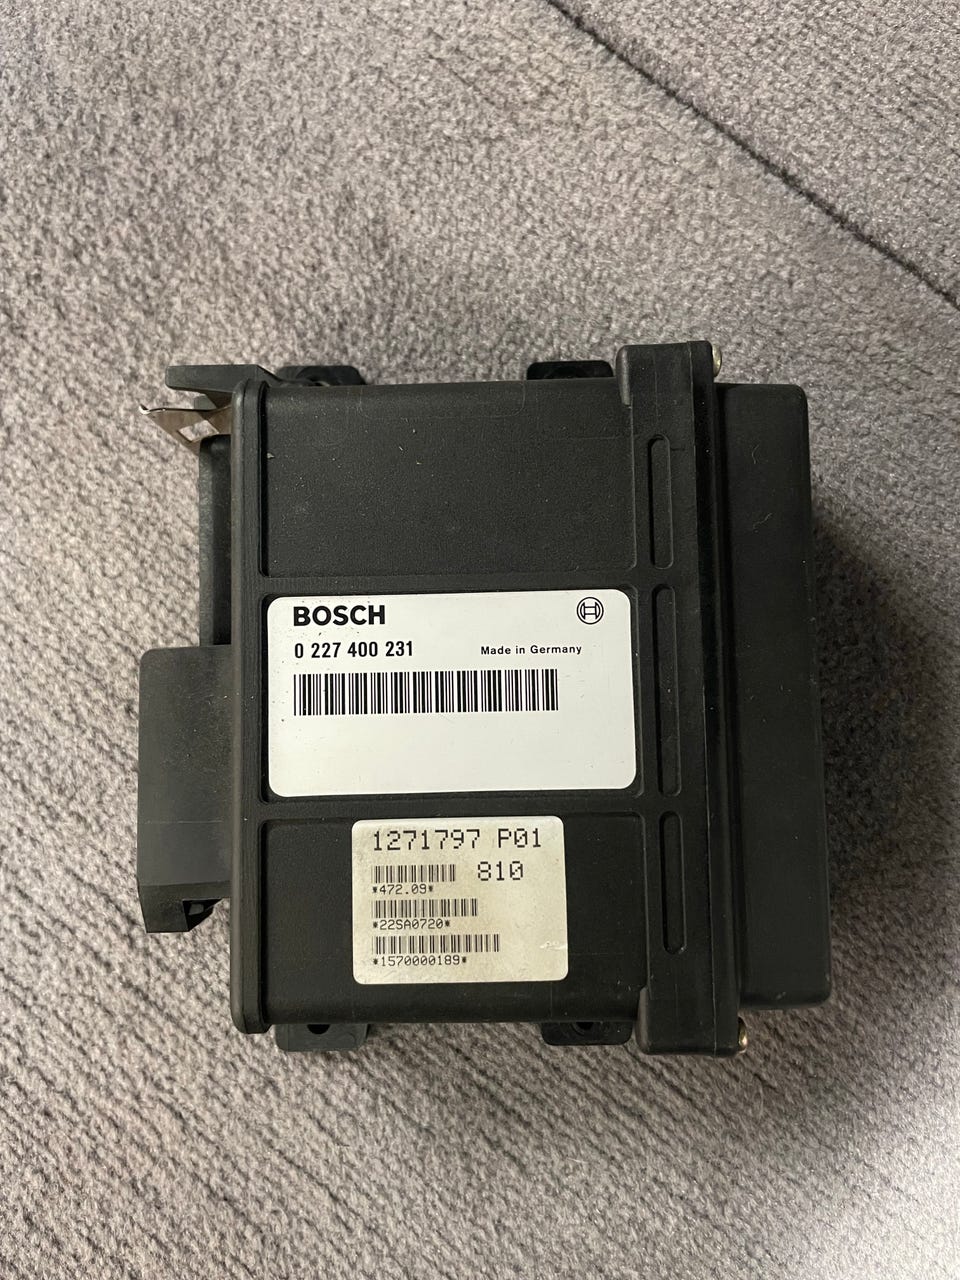 BOSCH
0 227 400 231 Made in Germany
1271797 P01
810
*472.09*
*22SA0720*
*1570000189*